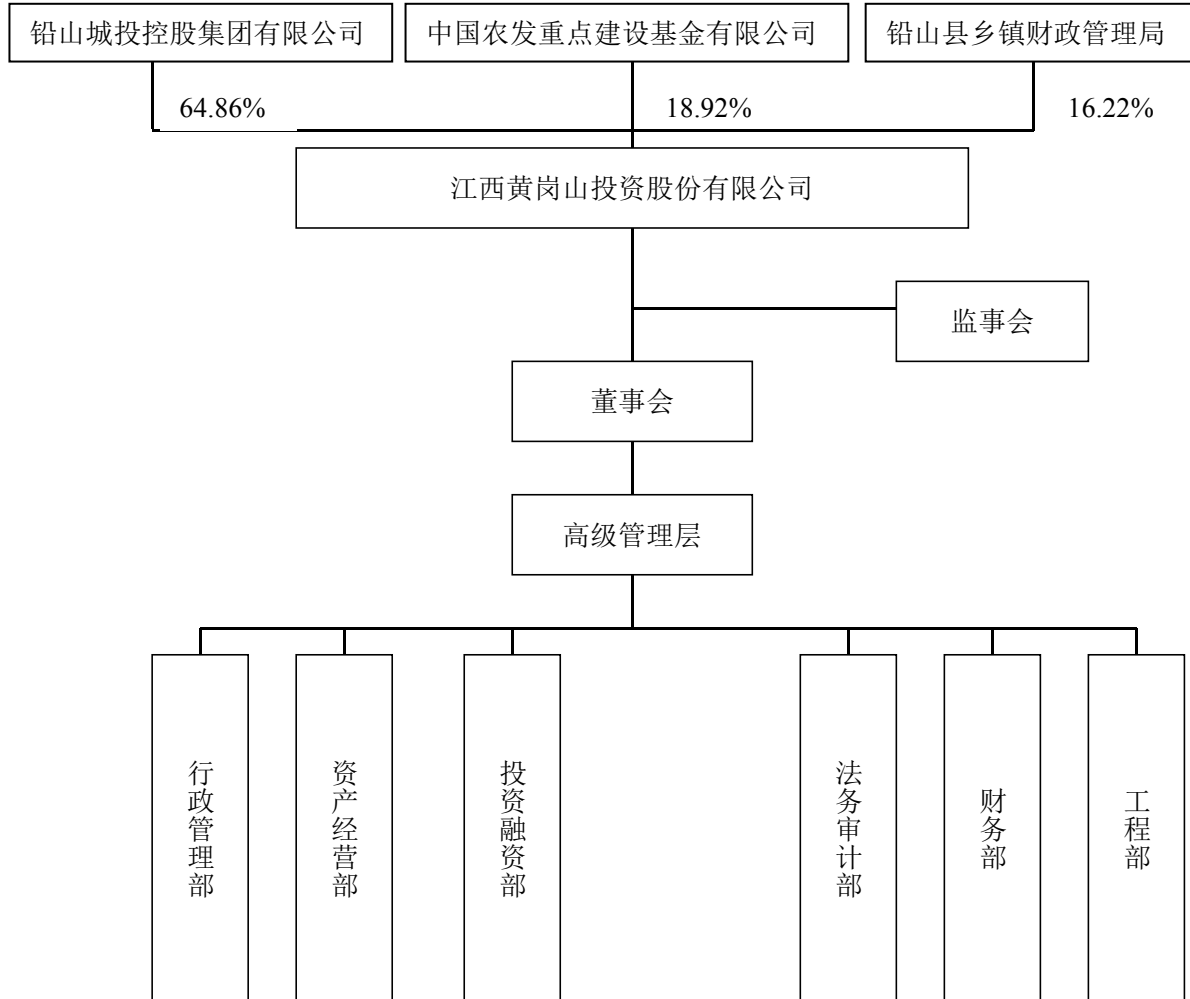 铅山城投控股集团有限公司
中国农发重点建设基金有限公司
铅山县乡镇财政管理局
64.86%
18.92%
16.22%
江西黄岗山投资股份有限公司
监事会
董事会
高级管理层
行政管理部
资产经营部
投资融资部
法务审计部
财务部
工程部